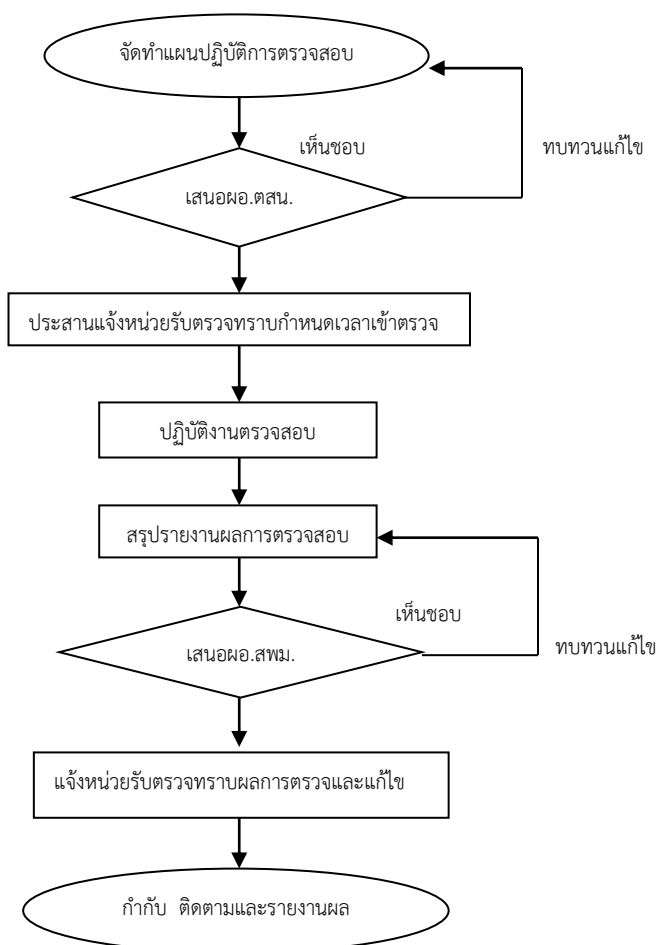 จัดทำแผนปฏิบัติการตรวจสอบ
เห็นชอบ
ทบทวนแก้ไข
เสนอผอ.ตสน.
ประสานแจ้งหน่วยรับตรวจทราบกำหนดเวลาเข้าตรวจ
ปฏิบัติงานตรวจสอบ
สรุปรายงานผลการตรวจสอบ
เห็นชอบ
ทบทวนแก้ไข
เสนอผอ.สพม.
แจ้งหน่วยรับตรวจทราบผลการตรวจและแก้ไข
กำกับ ติดตามและรายงานผล